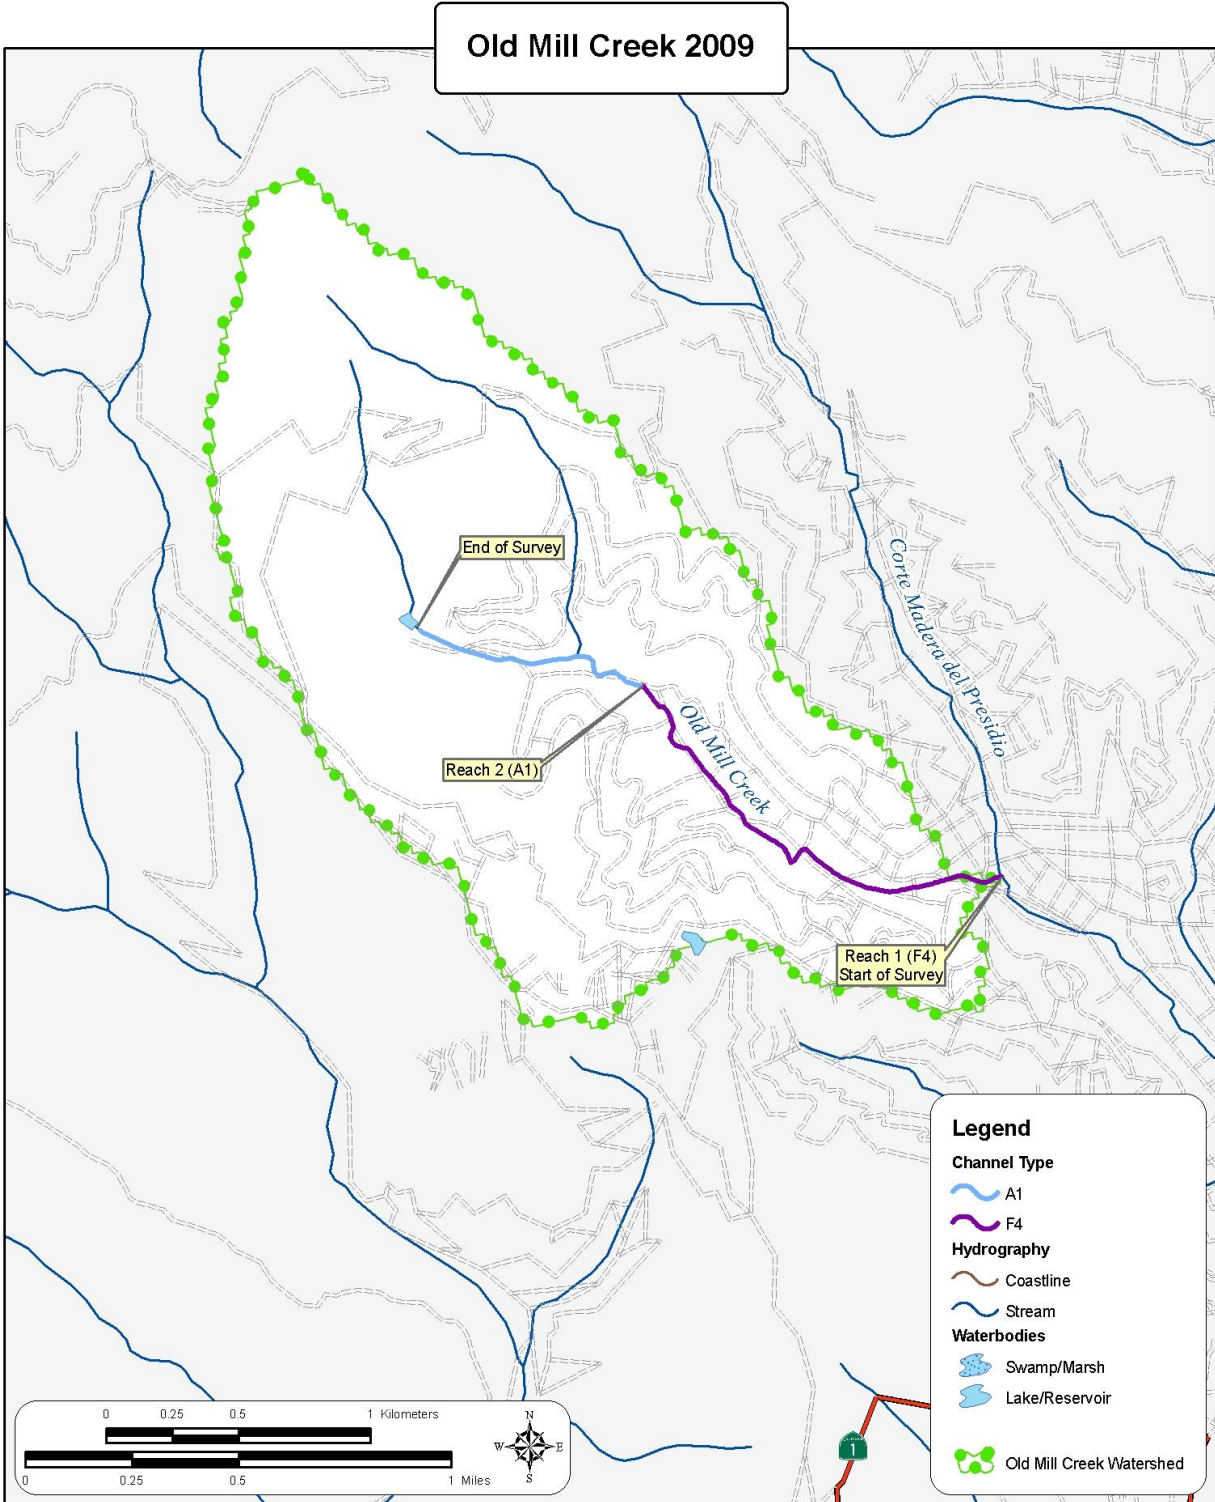 Old Mill Creek 2009
End of Survey
Corte Madera del Presidio
Old Mill Creek
Reach 2 (A1)
Reach 1 (F4)
Start of Survey
Legend
Channel Type
A1
F4
Hydrography
Coastline
Stream
Waterbodies
Swamp/Marsh
Lake/Reservoir
Old Mill Creek Watershed
0 0.25 0.5 1 Kilometers
0 0.25 0.5 1 Miles
N
W E
S
1